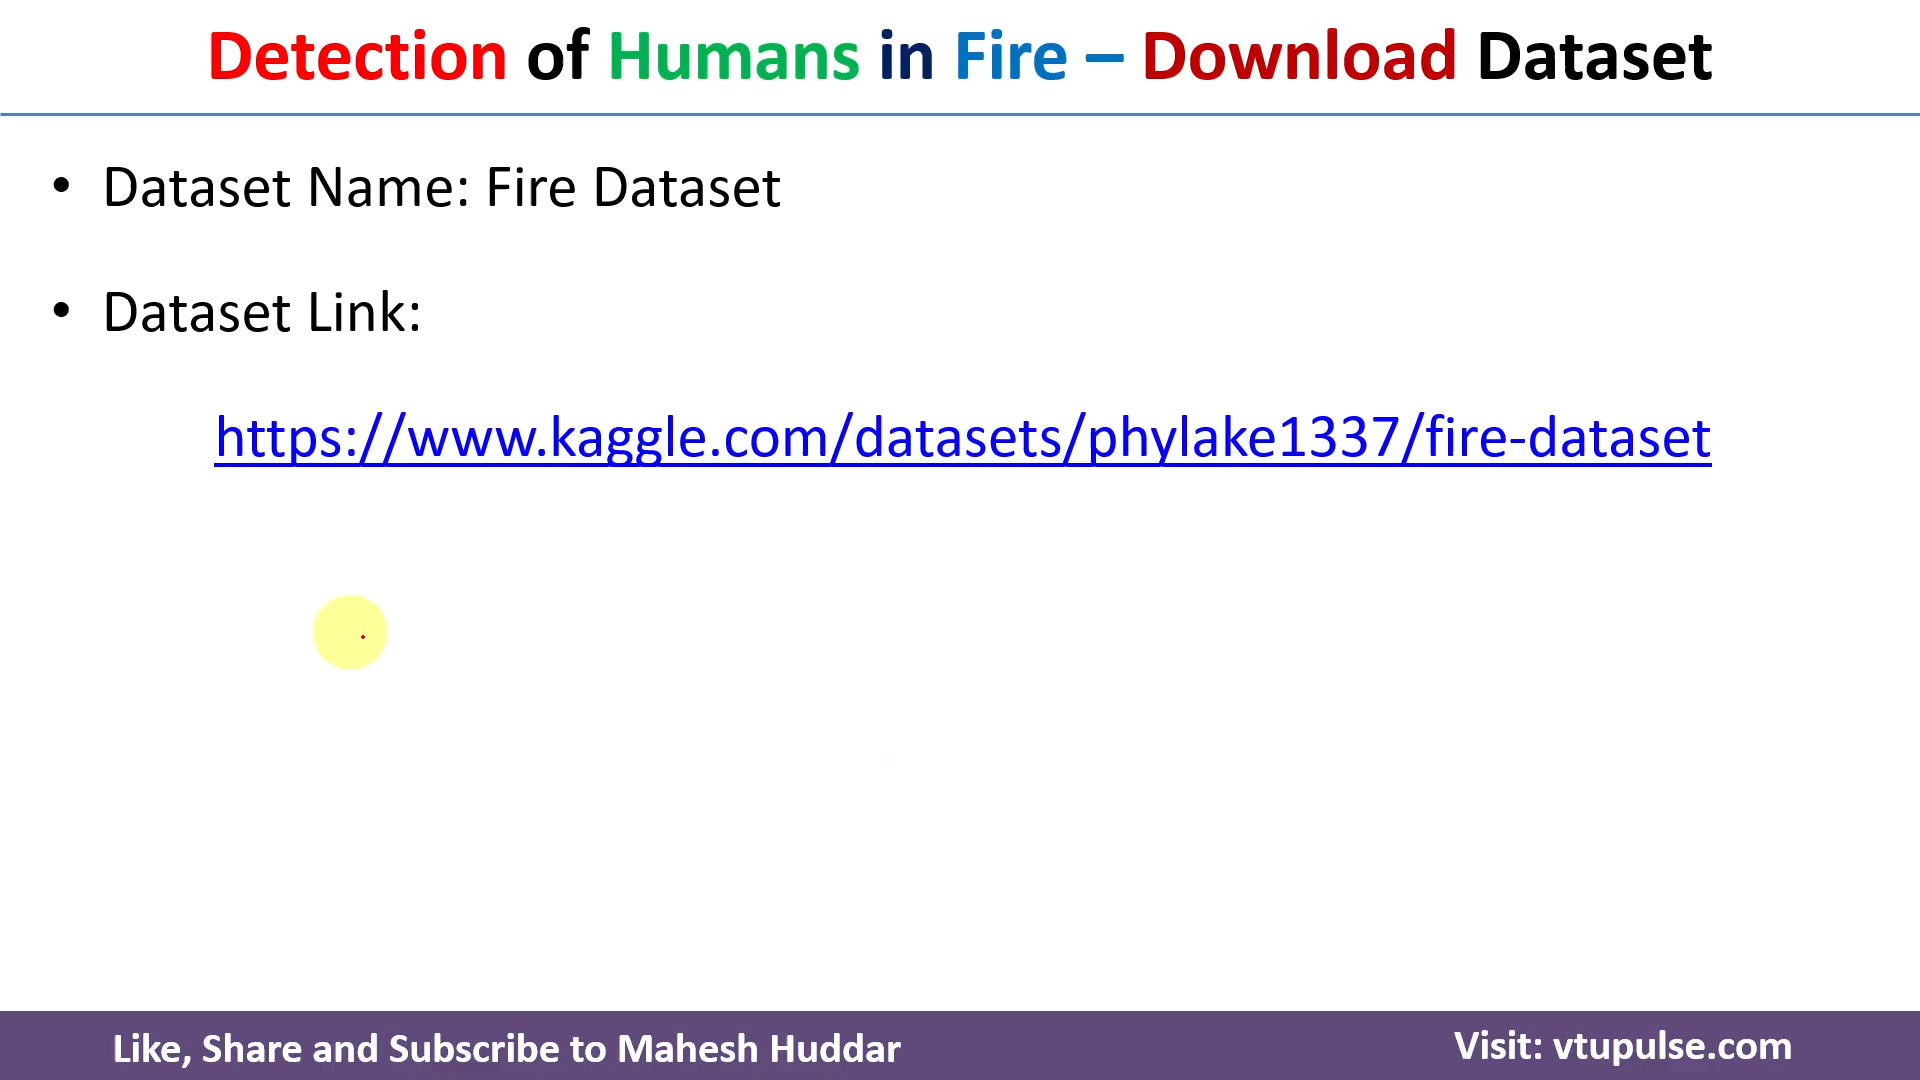 Detection of Humans in Fire – Download Dataset
• Dataset Name: Fire Dataset
• Dataset Link:
https://www.kaggle.com/datasets/phylake1337/fire-dataset
Like, Share and Subscribe to Mahesh Huddar
Visit: vtupulse.com